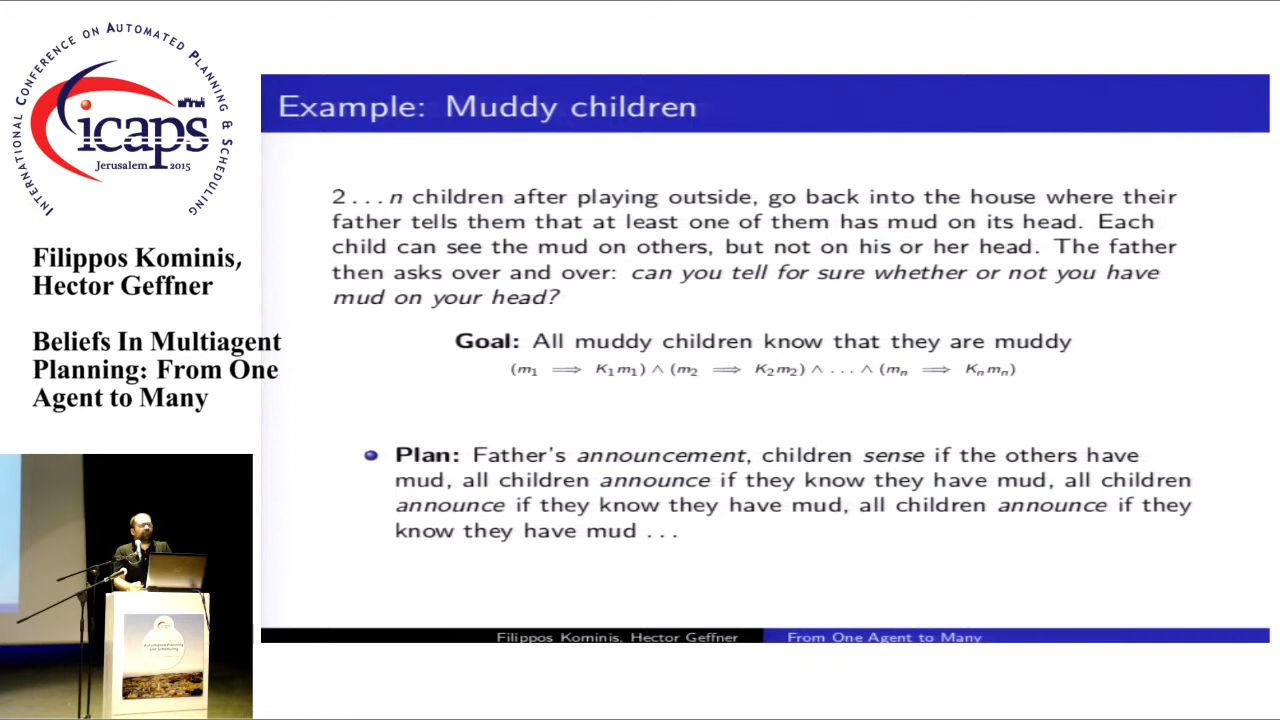 INTERNATIONAL CONFERENCE ON AUTOMATED PLANNING & SCHEDULING
icaps
Jerusalem 2015
Filippos Kominis,
Hector Geffner
Beliefs In Multiagent
Planning: From One
Agent to Many
Example: Muddy children
2 . . . n children after playing outside, go back into the house where their
father tells them that at least one of them has mud on its head. Each
child can see the mud on others, but not on his or her head. The father
then asks over and over: can you tell for sure whether or not you have
mud on your head?
Goal: All muddy children know that they are muddy
(m₁ ⟹ K₁m₁) ∧ (m₂ ⟹ K₂m₂) ∧ . . . ∧ (mₙ ⟹ Kₙmₙ)
Plan: Father's announcement, children sense if the others have
mud, all children announce if they know they have mud, all children
announce if they know they have mud, all children announce if they
know they have mud . . .
Filippos Kominis, Hector Geffner
From One Agent to Many